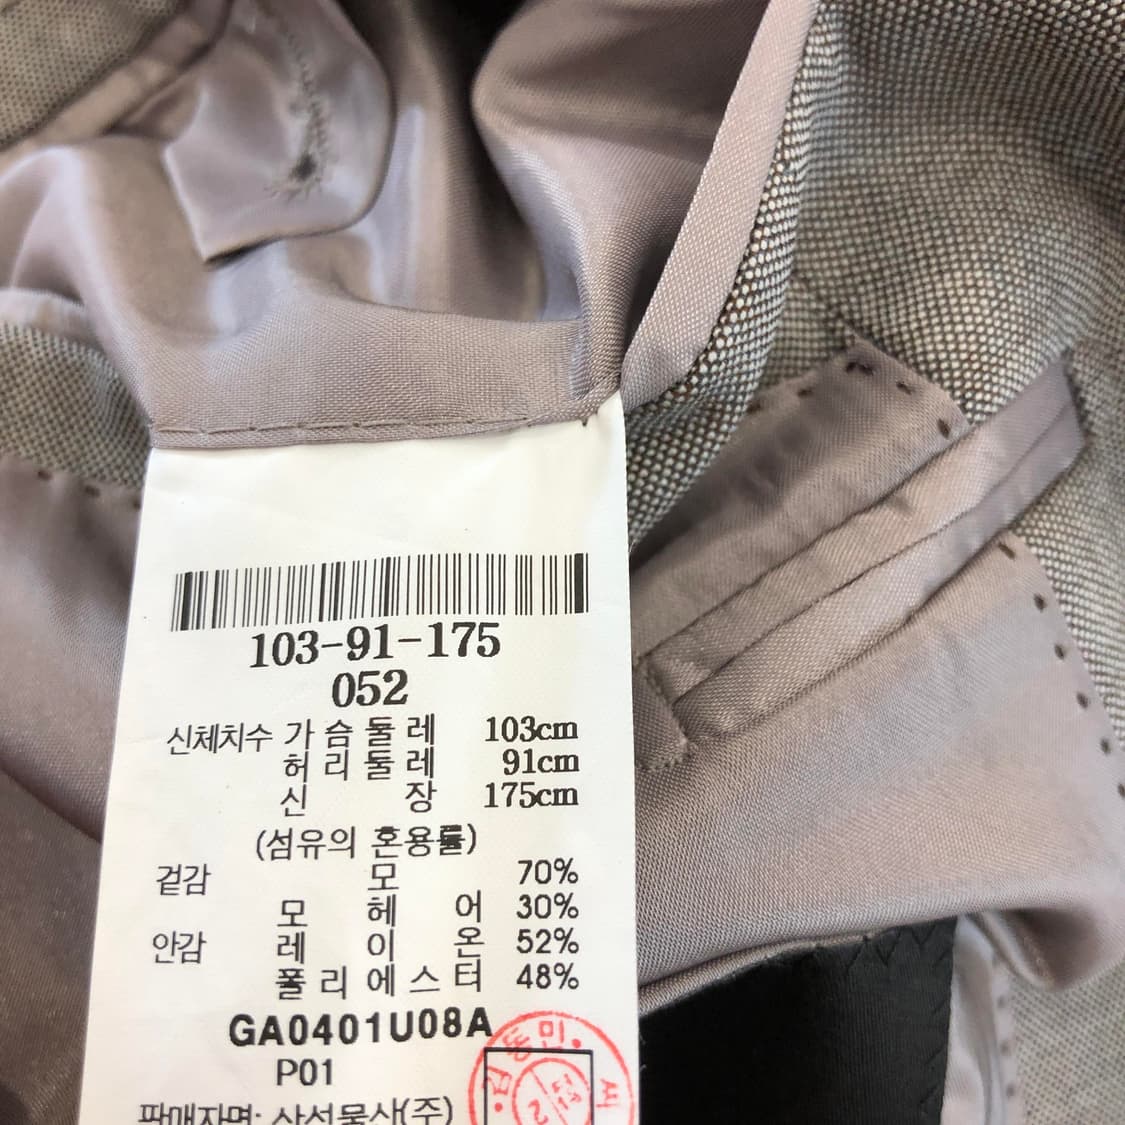 103-91-175
052
신체치수 가슴둘레 103cm
허리둘레 91cm
신장 175cm
(섬유의 혼용률)
겉감 모 70%
모헤어 30%
안감 레이온 52%
폴리에스터 48%
GA0401U08A
P01
판매자명: 삼성물산(주)
김동민